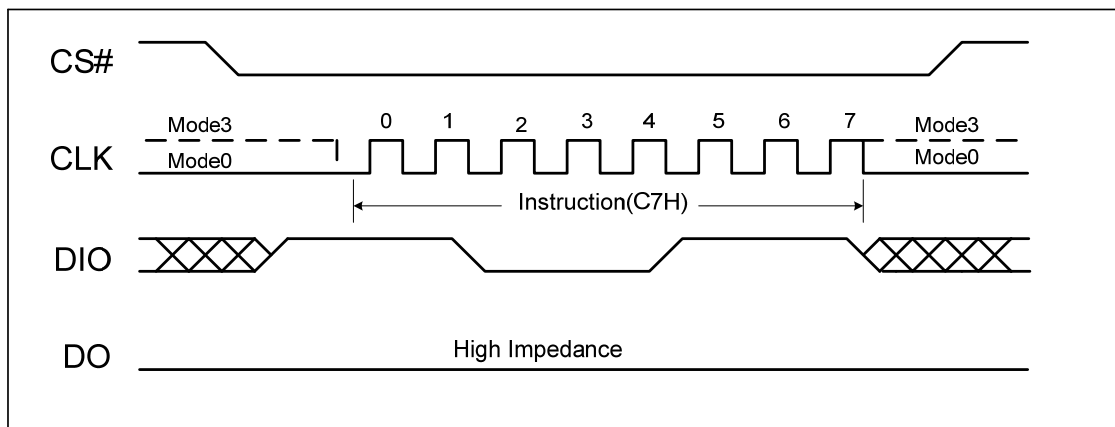 CS#
Mode3
0 1 2 3 4 5 6 7
Mode3
CLK
Mode0
Mode0
Instruction(C7H)
DIO
High Impedance
DO